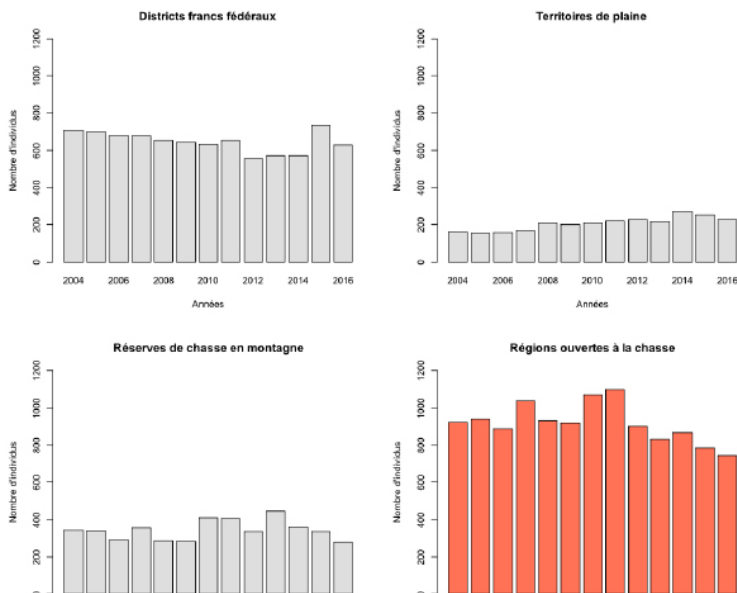 Districts francs fédéraux
Nombre d'individus
0 200 400 600 800 1000 1200
2004 2006 2008 2010 2012 2014 2016
Années
Territoires de plaine
Nombre d'individus
0 200 400 600 800 1000 1200
2004 2006 2008 2010 2012 2014 2016
Années
Réserves de chasse en montagne
Nombre d'individus
0 200 400 600 800 1000 1200
Régions ouvertes à la chasse
Nombre d'individus
0 200 400 600 800 1000 1200